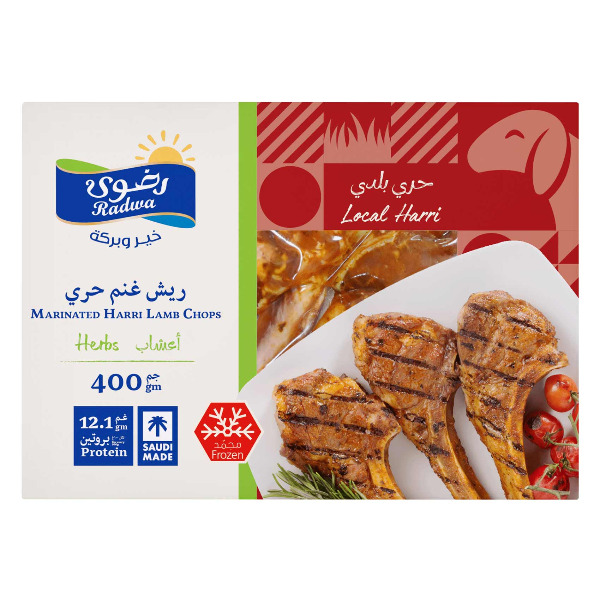 رضوى
Radwa
خير وبركة
حري بلدي
Local Harri
ريش غنم حري
MARINATED HARRI LAMB CHOPS
Herbs أعشاب
400 جم gm
12.1 غم gm
بروتين
Protein
SAUDI
MADE
مجمد
Frozen